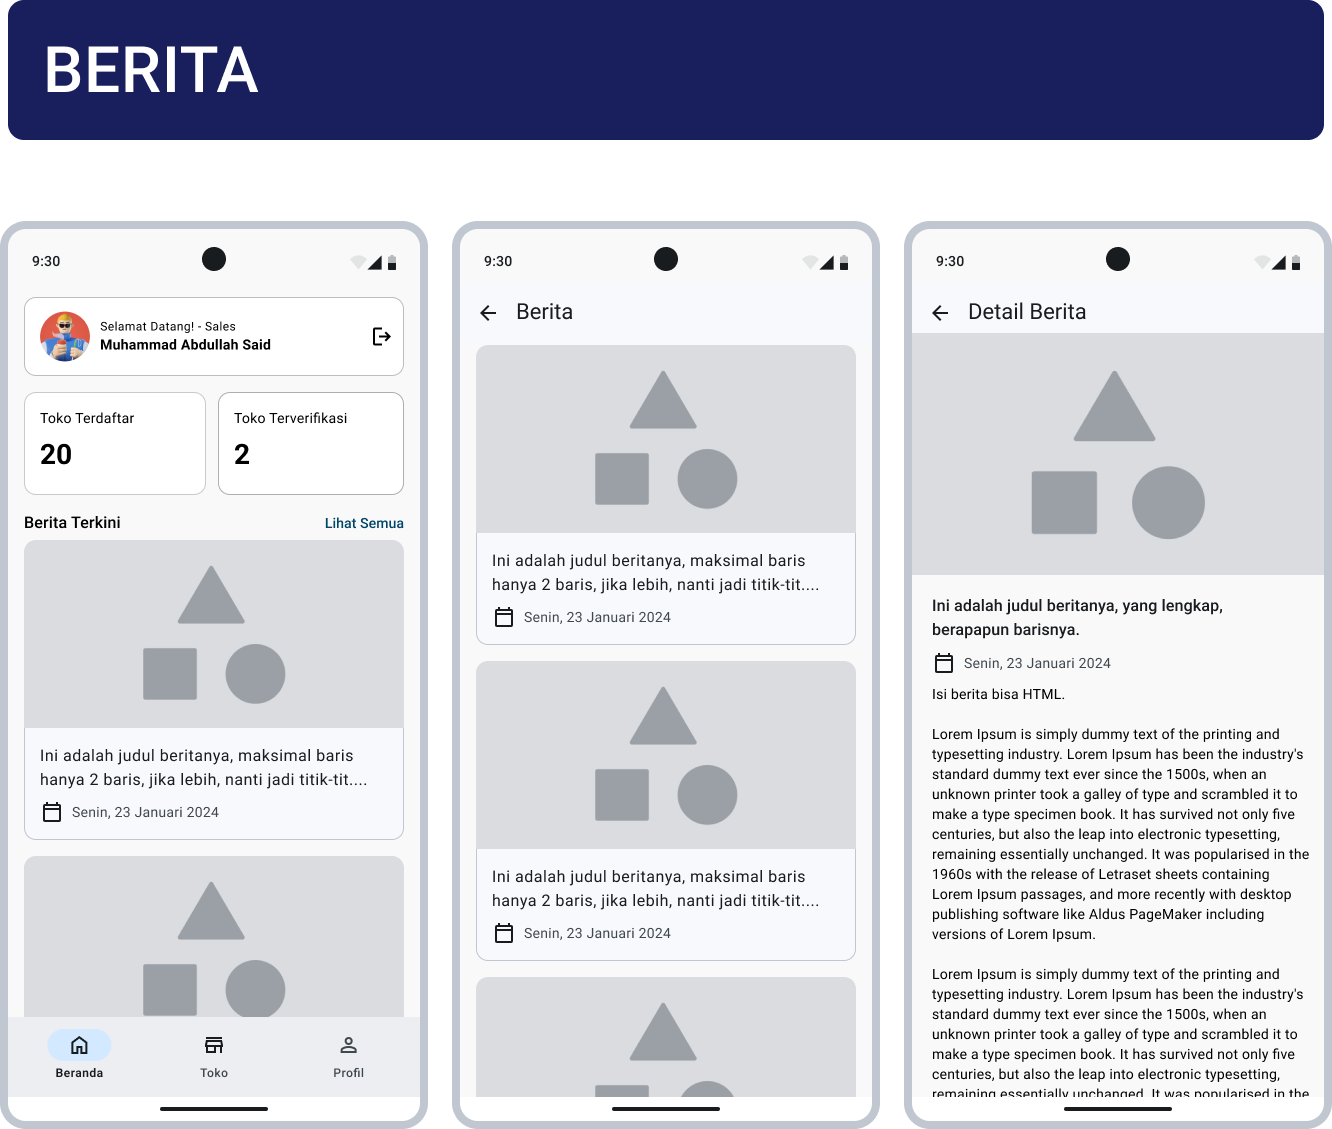 BERITA
9:30
Selamat Datang! - Sales
Muhammad Abdullah Said
Toko Terdaftar
20
Toko Terverifikasi
2
Berita Terkini
Lihat Semua
Ini adalah judul beritanya, maksimal baris
hanya 2 baris, jika lebih, nanti jadi titik-tit....
Senin, 23 Januari 2024
Beranda
Toko
Profil
9:30
Berita
Ini adalah judul beritanya, maksimal baris
hanya 2 baris, jika lebih, nanti jadi titik-tit....
Senin, 23 Januari 2024
Ini adalah judul beritanya, maksimal baris
hanya 2 baris, jika lebih, nanti jadi titik-tit....
Senin, 23 Januari 2024
9:30
Detail Berita
Ini adalah judul beritanya, yang lengkap,
berapapun barisnya.
Senin, 23 Januari 2024
Isi berita bisa HTML.
Lorem Ipsum is simply dummy text of the printing and
typesetting industry. Lorem Ipsum has been the industry's
standard dummy text ever since the 1500s, when an
unknown printer took a galley of type and scrambled it to
make a type specimen book. It has survived not only five
centuries, but also the leap into electronic typesetting,
remaining essentially unchanged. It was popularised in the
1960s with the release of Letraset sheets containing
Lorem Ipsum passages, and more recently with desktop
publishing software like Aldus PageMaker including
versions of Lorem Ipsum.
Lorem Ipsum is simply dummy text of the printing and
typesetting industry. Lorem Ipsum has been the industry's
standard dummy text ever since the 1500s, when an
unknown printer took a galley of type and scrambled it to
make a type specimen book. It has survived not only five
centuries, but also the leap into electronic typesetting,
remaining essentially unchanged. It was popularised in the